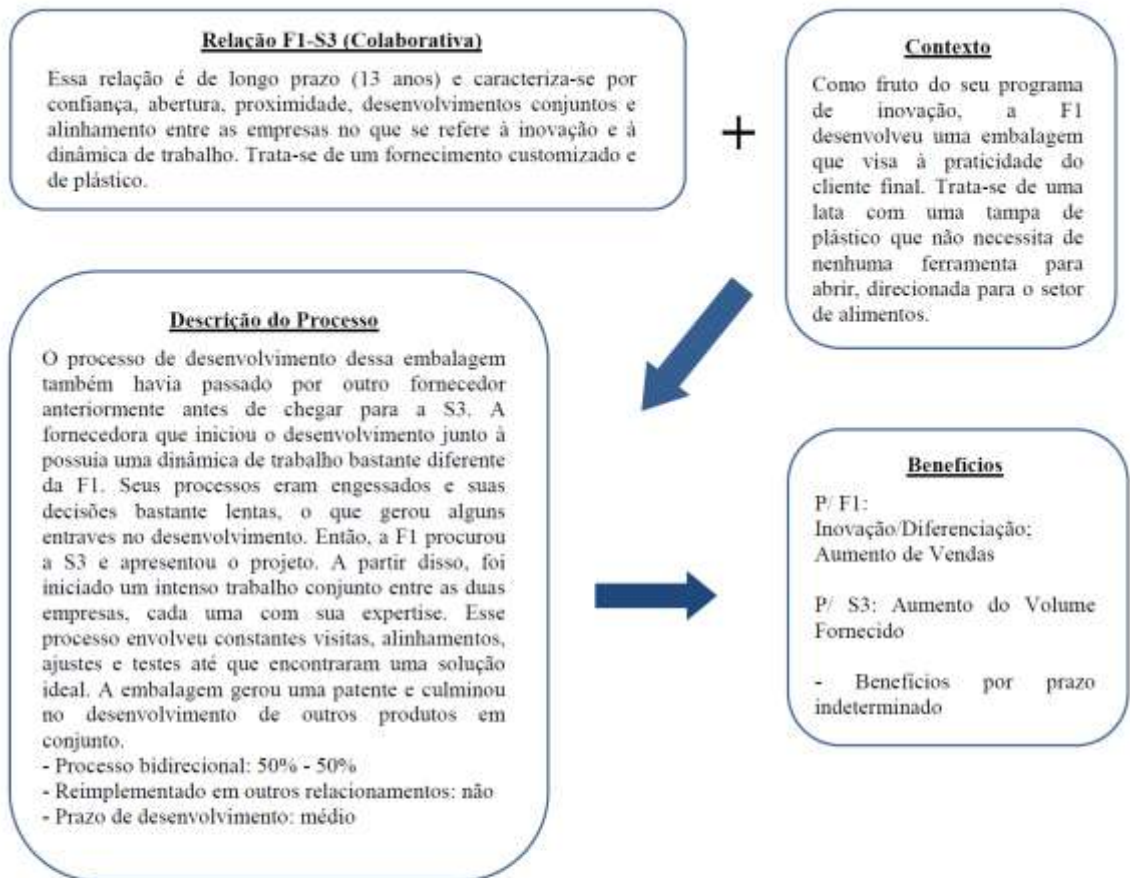 Relação F1-S3 (Colaborativa)
Essa relação é de longo prazo (13 anos) e caracteriza-se por
confiança, abertura, proximidade, desenvolvimentos conjuntos e
alinhamento entre as empresas no que se refere à inovação e à
dinâmica de trabalho. Trata-se de um fornecimento customizado e
de plástico.
+
Contexto
Como fruto do seu programa
de inovação, a F1
desenvolveu uma embalagem
que visa à praticidade do
cliente final. Trata-se de uma
lata com uma tampa de
plástico que não necessita de
nenhuma ferramenta para
abrir, direcionada para o setor
de alimentos.
Descrição do Processo
O processo de desenvolvimento dessa embalagem
também havia passado por outro fornecedor
anteriormente antes de chegar para a S3. A
fornecedora que iniciou o desenvolvimento junto à
possuia uma dinâmica de trabalho bastante diferente
da F1. Seus processos eram engessados e suas
decisões bastante lentas, o que gerou alguns
entraves no desenvolvimento. Então, a F1 procurou
a S3 e apresentou o projeto. A partir disso, foi
iniciado um intenso trabalho conjunto entre as duas
empresas, cada uma com sua expertise. Esse
processo envolveu constantes visitas, alinhamentos,
ajustes e testes até que encontraram uma solução
ideal. A embalagem gerou uma patente e culminou
no desenvolvimento de outros produtos em
conjunto.
- Processo bidirecional: 50% - 50%
- Reimplementado em outros relacionamentos: não
- Prazo de desenvolvimento: médio
Benefícios
P/ F1:
Inovação/Diferenciação;
Aumento de Vendas
P/ S3: Aumento do Volume
Fornecido
- Benefícios por prazo
indeterminado